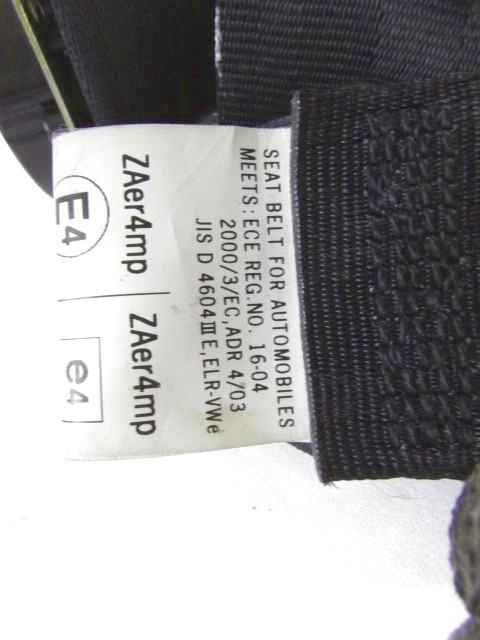 SEAT BELT FOR AUTOMOBILES
MEETS: ECE REG.NO. 16-04
2000/3/EC,ADR 4/03
JIS D 4604ⅢE,ELR-VWe
ZAer4mp ZAer4mp
E4 e4